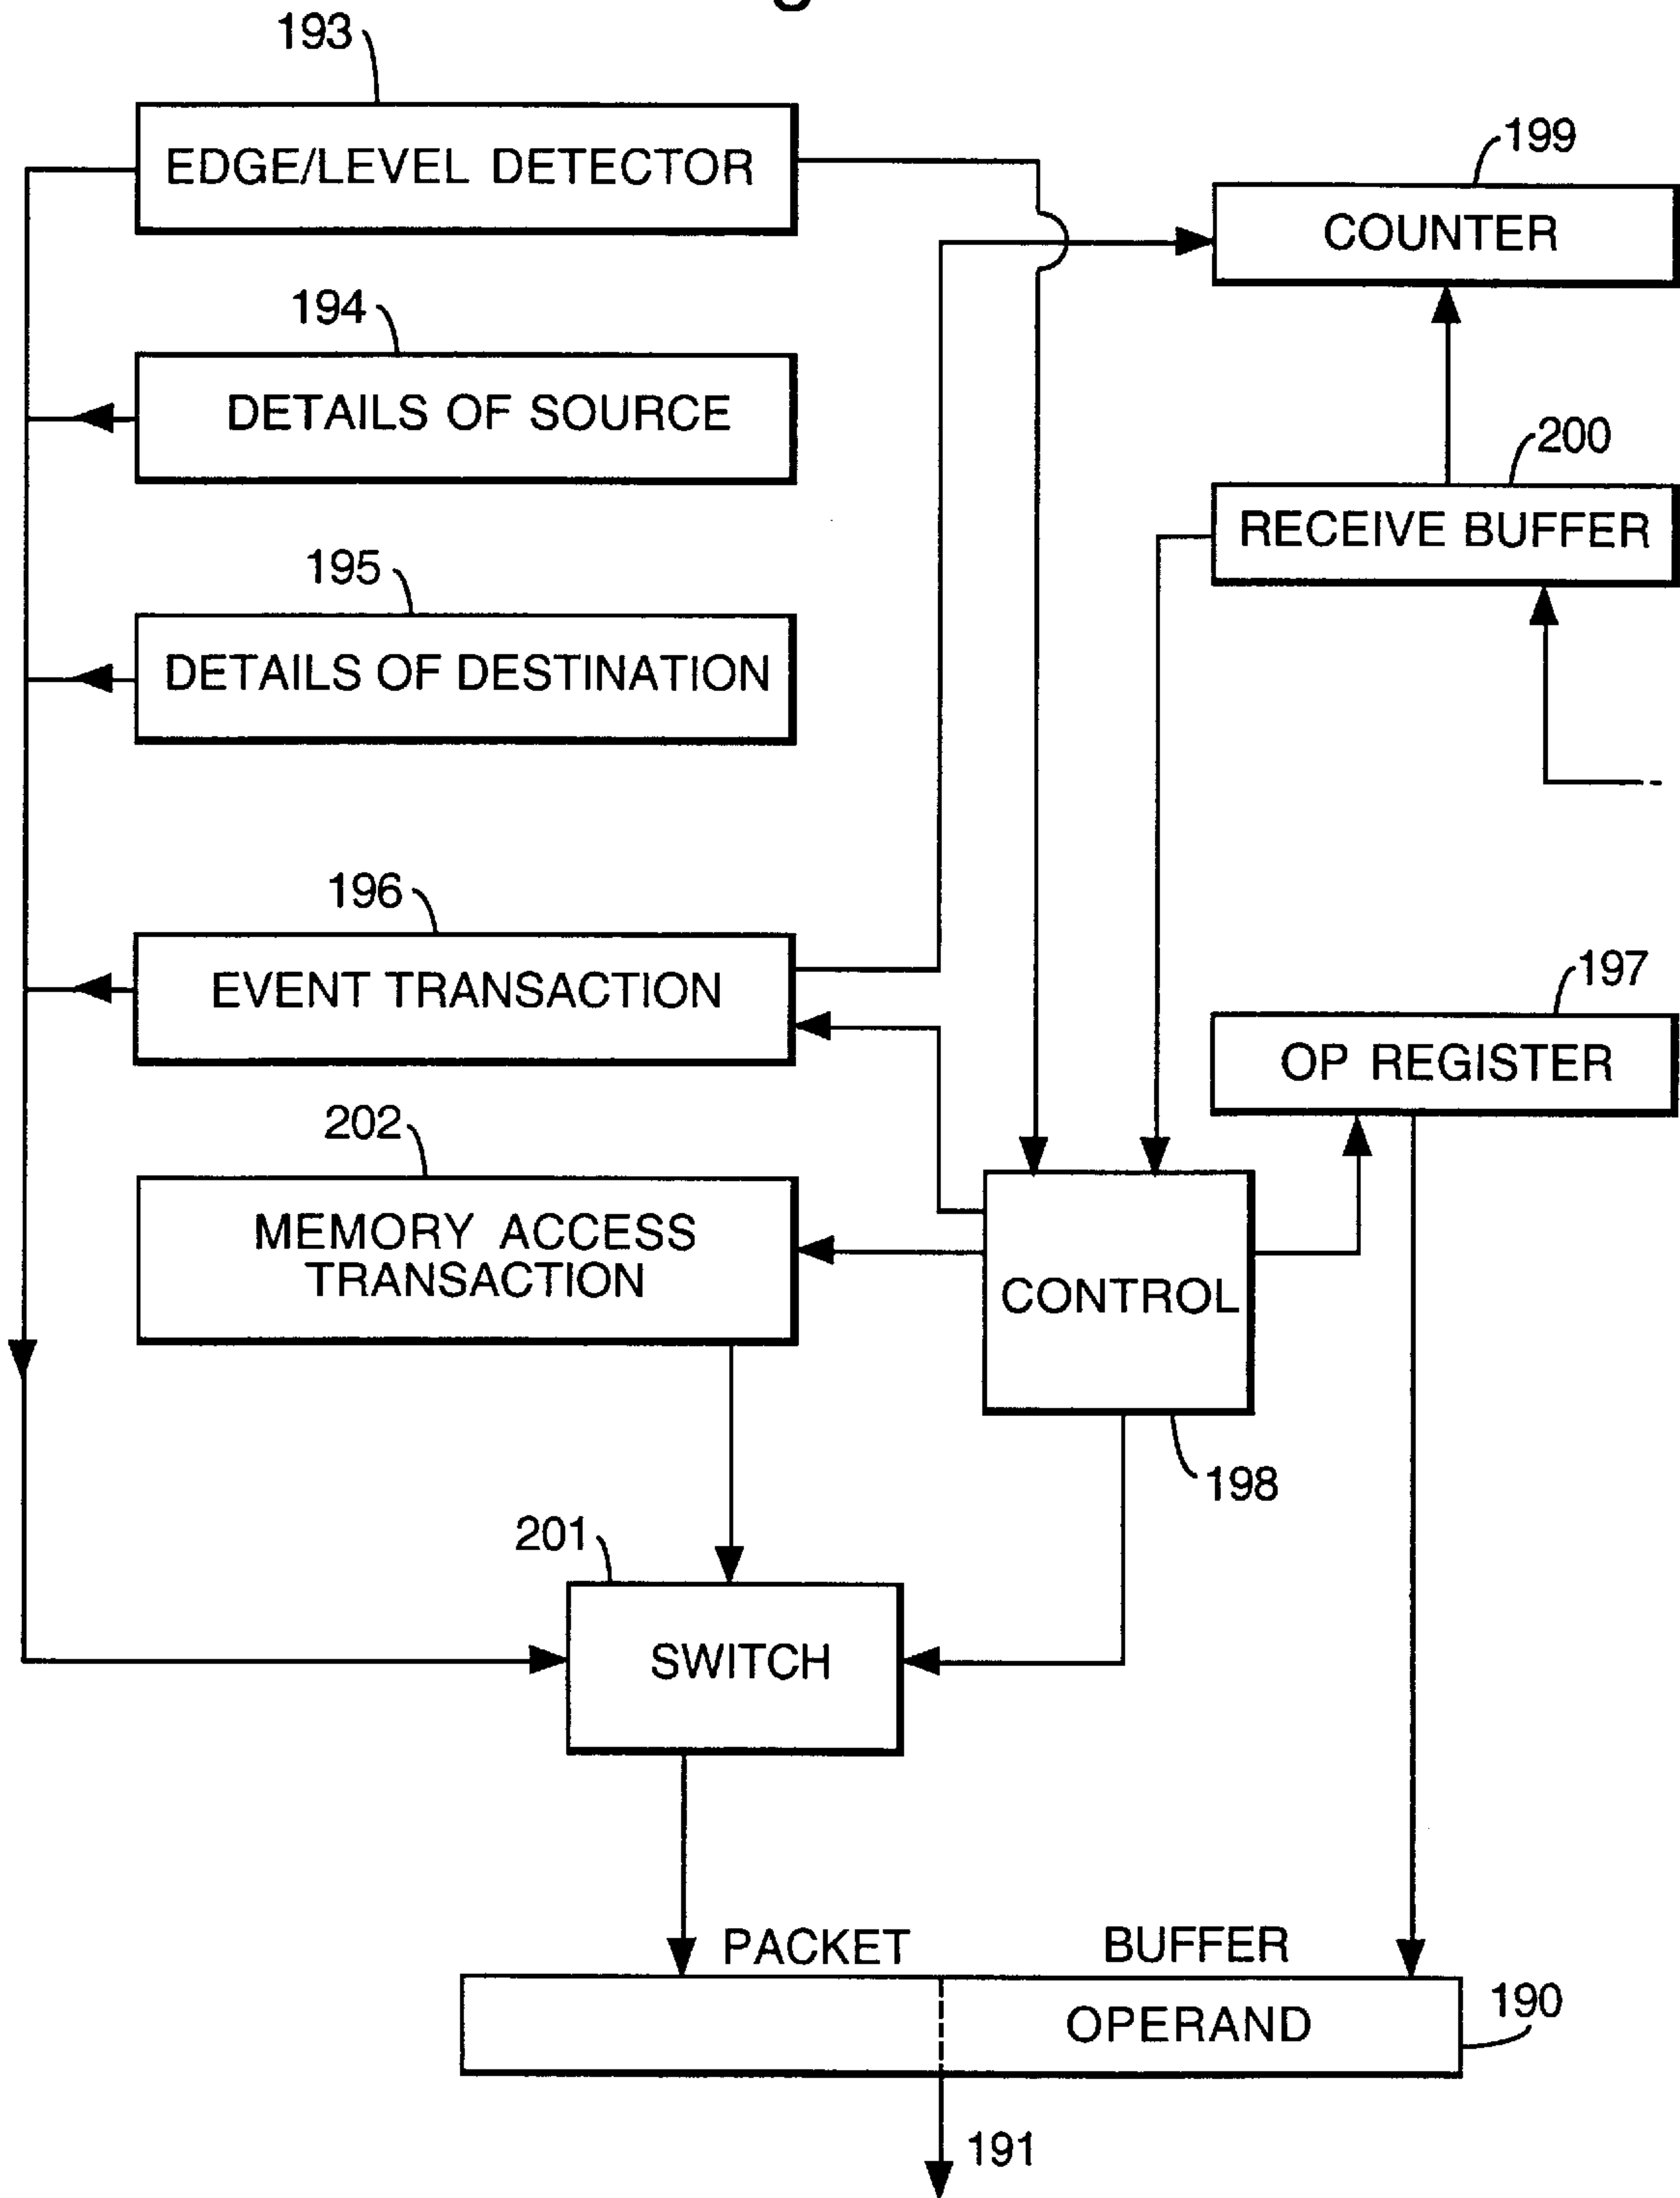 193
EDGE/LEVEL DETECTOR
199
COUNTER
194
DETAILS OF SOURCE
200
RECEIVE BUFFER
195
DETAILS OF DESTINATION
196
EVENT TRANSACTION
197
OP REGISTER
202
MEMORY ACCESS
TRANSACTION
CONTROL
198
201
SWITCH
PACKET BUFFER
OPERAND
190
191